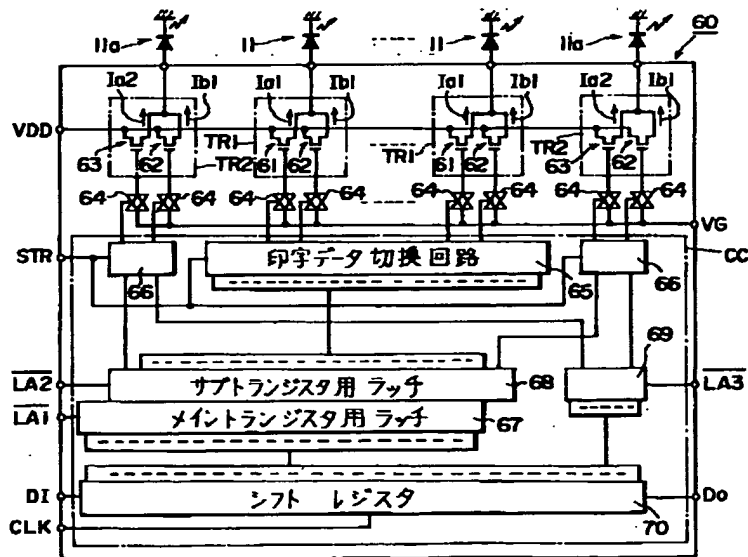 11a 11 11 11a 60
Ia2 Ib1 Ia1 Ib1 Ia1 Ib1 Ia2 Ib1
VDD
TR1 TR1 TR2
63 62 TR2 61 62 61 62 63 62
64 64 64 64 64 64 64 64
VG
STR 印字データ切換回路 CC
66 65 66
69
LA2 サブトランジスタ用 ラッチ 68 LA3
LA1 メイントランジスタ用 ラッチ 67
DI シフト レジスタ Do
CLK 70